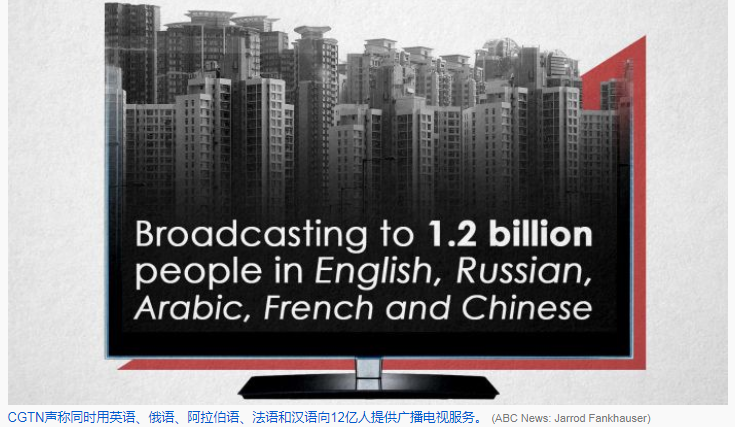 Broadcasting to 1.2 billion
people in English, Russian,
Arabic, French and Chinese
CGTN声称同时用英语、俄语、阿拉伯语、法语和汉语向12亿人提供广播电视服务。 (ABC News: Jarrod Fankhauser)